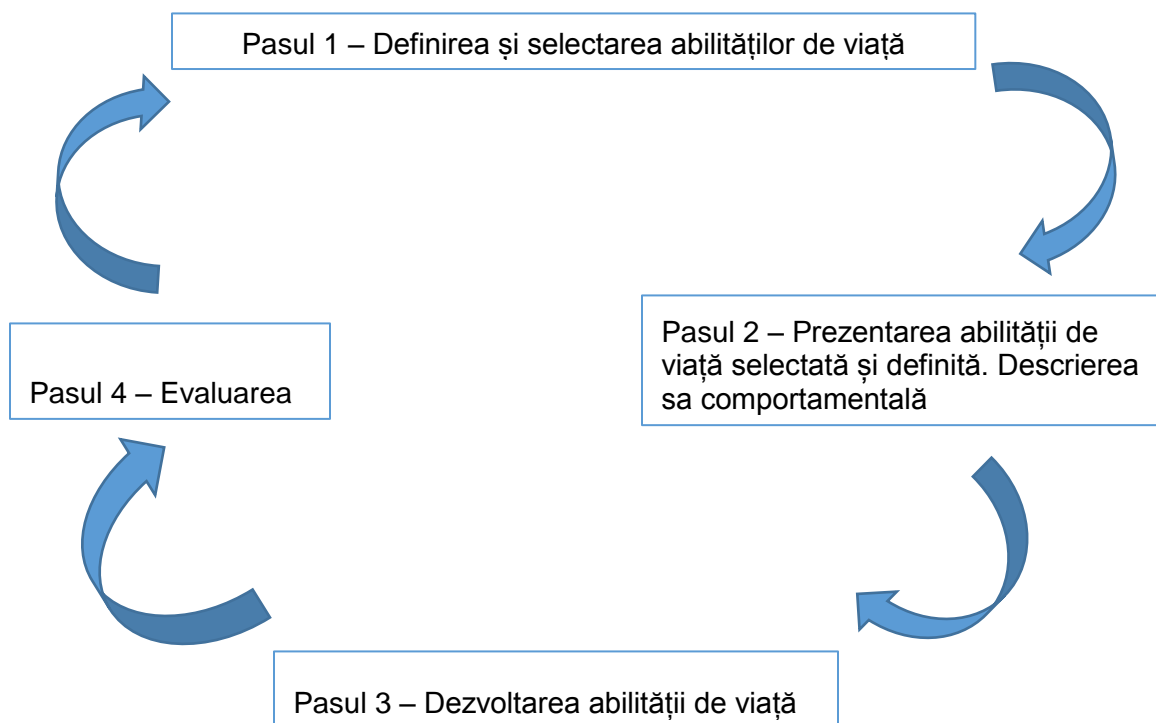 Pasul 1 – Definirea și selectarea abilităților de viață
Pasul 2 – Prezentarea abilității de
viață selectată și definită. Descrierea
sa comportamentală
Pasul 3 – Dezvoltarea abilității de viață
Pasul 4 – Evaluarea